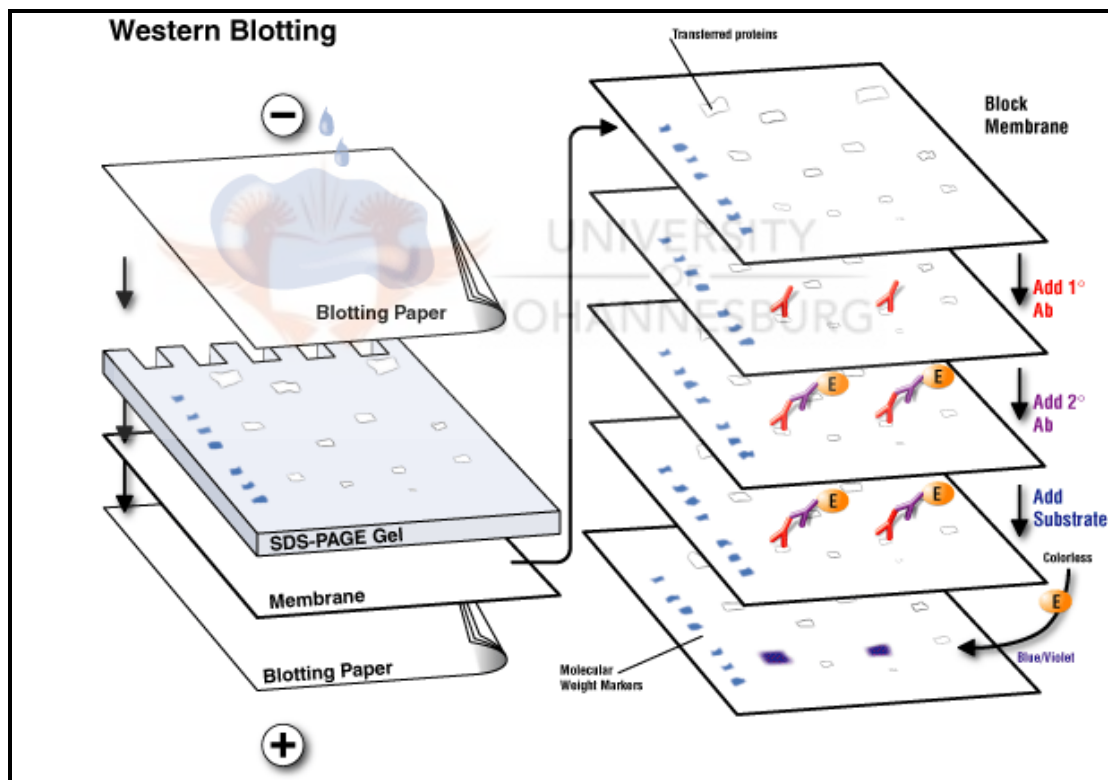 Western Blotting
−
Blotting Paper
SDS-PAGE Gel
Membrane
Blotting Paper
+
Transferred proteins
Block
Membrane
UNIVERSITY
OF
JOHANNESBURG
Add 1°
Ab
E
E
Add 2°
Ab
E
E
Add
Substrate
Colorless
E
Blue/Violet
Molecular
Weight Markers